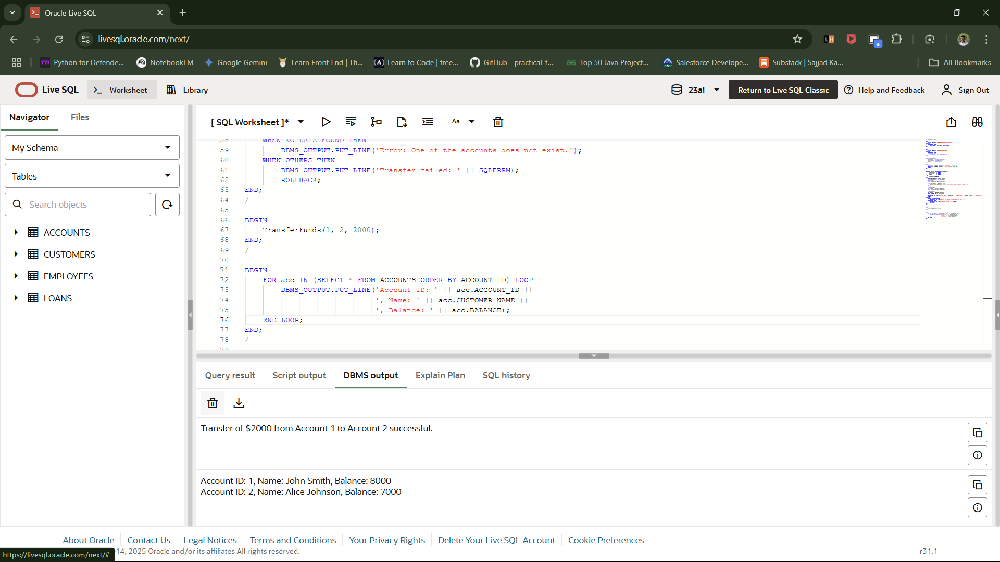 Oracle Live SQL
livesql.oracle.com/next/
Python for Defende...
NotebookLM
Google Gemini
Learn Front End | Th...
Learn to Code | free...
GitHub - practical-t...
Top 50 Java Project...
Salesforce Develope...
Substack | Sajjad Ka...
All Bookmarks
Live SQL
Worksheet
Library
23ai
Return to Live SQL Classic
Help and Feedback
Sign Out
Navigator
Files
My Schema
Tables
Search objects
ACCOUNTS
CUSTOMERS
EMPLOYEES
LOANS
[ SQL Worksheet ]*
Aa
58 WHEN NO_DATA_FOUND THEN
59 DBMS_OUTPUT.PUT_LINE('Error: One of the accounts does not exist.');
60 WHEN OTHERS THEN
61 DBMS_OUTPUT.PUT_LINE('Transfer failed: ' || SQLERRM);
62 ROLLBACK;
63 END;
64 /
65
66 BEGIN
67 TransferFunds(1, 2, 2000);
68 END;
69 /
70
71 BEGIN
72 FOR acc IN (SELECT * FROM ACCOUNTS ORDER BY ACCOUNT_ID) LOOP
73 DBMS_OUTPUT.PUT_LINE('Account ID: ' || acc.ACCOUNT_ID ||
74 ', Name: ' || acc.CUSTOMER_NAME ||
75 ', Balance: ' || acc.BALANCE);
76 END LOOP;
77 END;
78 /
79
Query result
Script output
DBMS output
Explain Plan
SQL history
Transfer of $2000 from Account 1 to Account 2 successful.
Account ID: 1, Name: John Smith, Balance: 8000
Account ID: 2, Name: Alice Johnson, Balance: 7000
About Oracle
Contact Us
Legal Notices
Terms and Conditions
Your Privacy Rights
Delete Your Live SQL Account
Cookie Preferences
https://livesql.oracle.com/next/#
14, 2025 Oracle and/or its affiliates All rights reserved.
r31.1